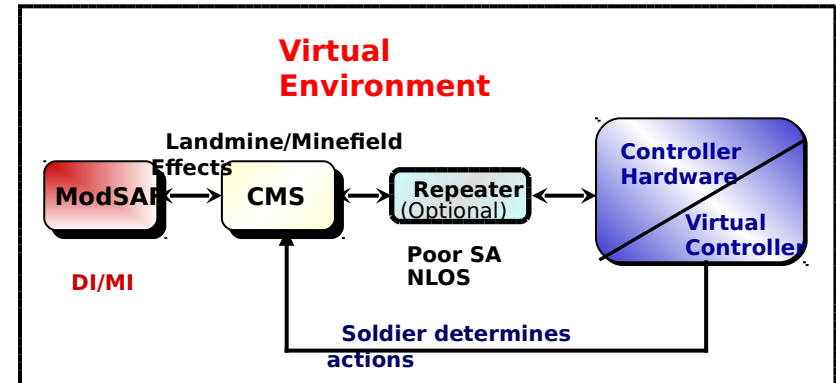 Virtual
Environment
Landmine/Minefield
Effects
Controller
Hardware
ModSAF
CMS
Repeater
(Optional)
Virtual
Controller
Poor SA
NLOS
DI/MI
Soldier determines
actions